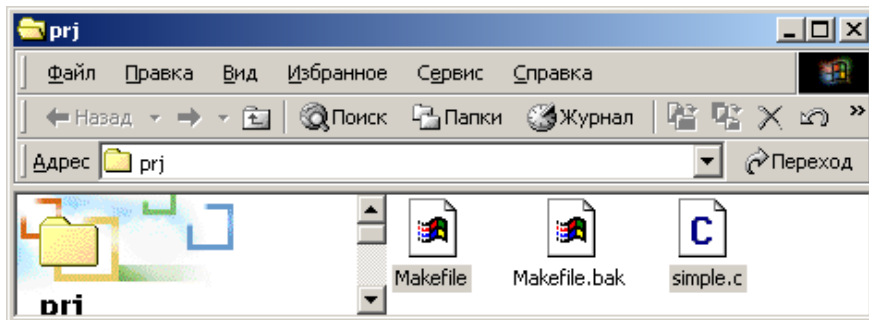 prj
Файл Правка Вид Избранное Сервис Справка
Назад Поиск Папки Журнал »
Адрес prj Переход
Makefile Makefile.bak simple.c
prj